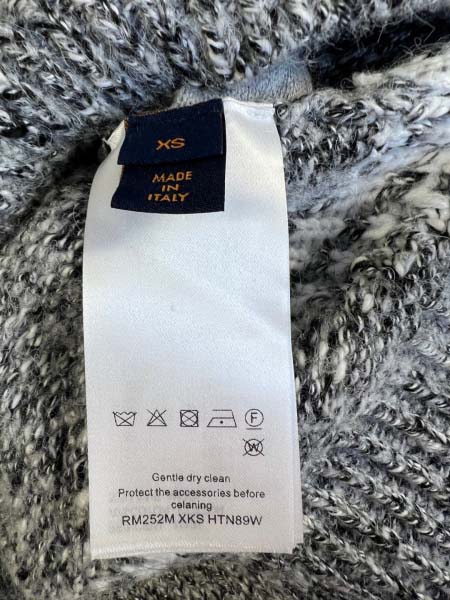 XS
MADE
IN
ITALY
F
W
Gentle dry clean
Protect the accessories before
celaning
RM252M XKS HTN89W